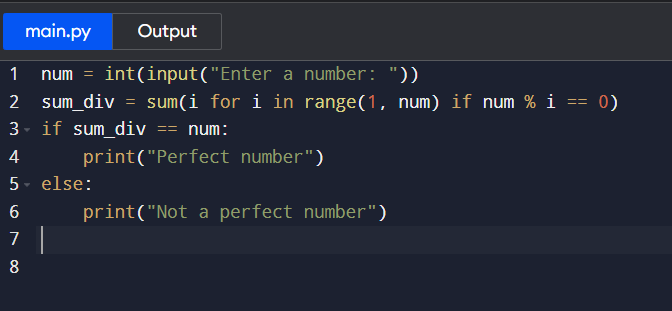 main.py Output
1 num = int(input("Enter a number: "))
2 sum_div = sum(i for i in range(1, num) if num % i == 0)
3 if sum_div == num:
4     print("Perfect number")
5 else:
6     print("Not a perfect number")
7
8